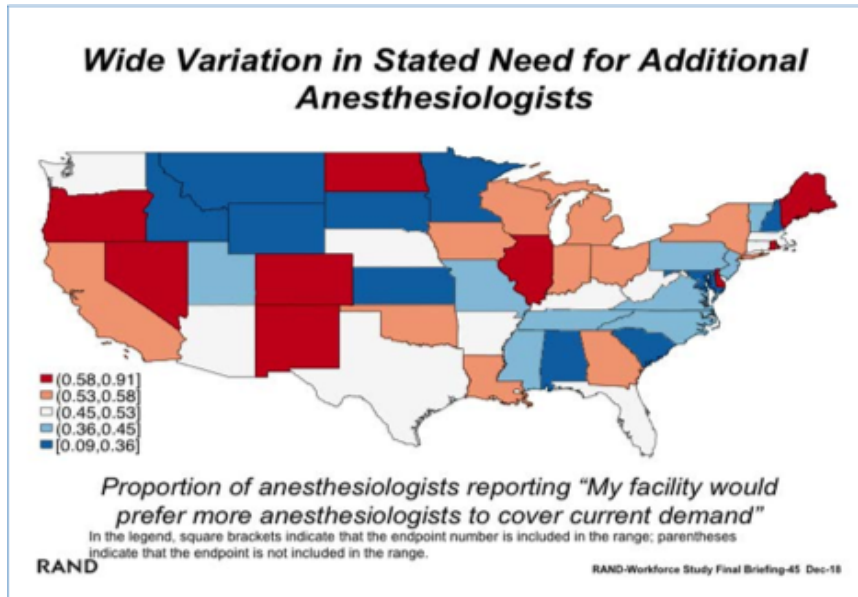 Wide Variation in Stated Need for Additional
Anesthesiologists
(0.58,0.91]
(0.53,0.58]
(0.45,0.53]
(0.36,0.45]
[0.09,0.36]
Proportion of anesthesiologists reporting “My facility would
prefer more anesthesiologists to cover current demand”
In the legend, square brackets indicate that the endpoint number is included in the range; parentheses
indicate that the endpoint is not included in the range.
RAND
RAND-Workforce Study Final Briefing-45 Dec-18